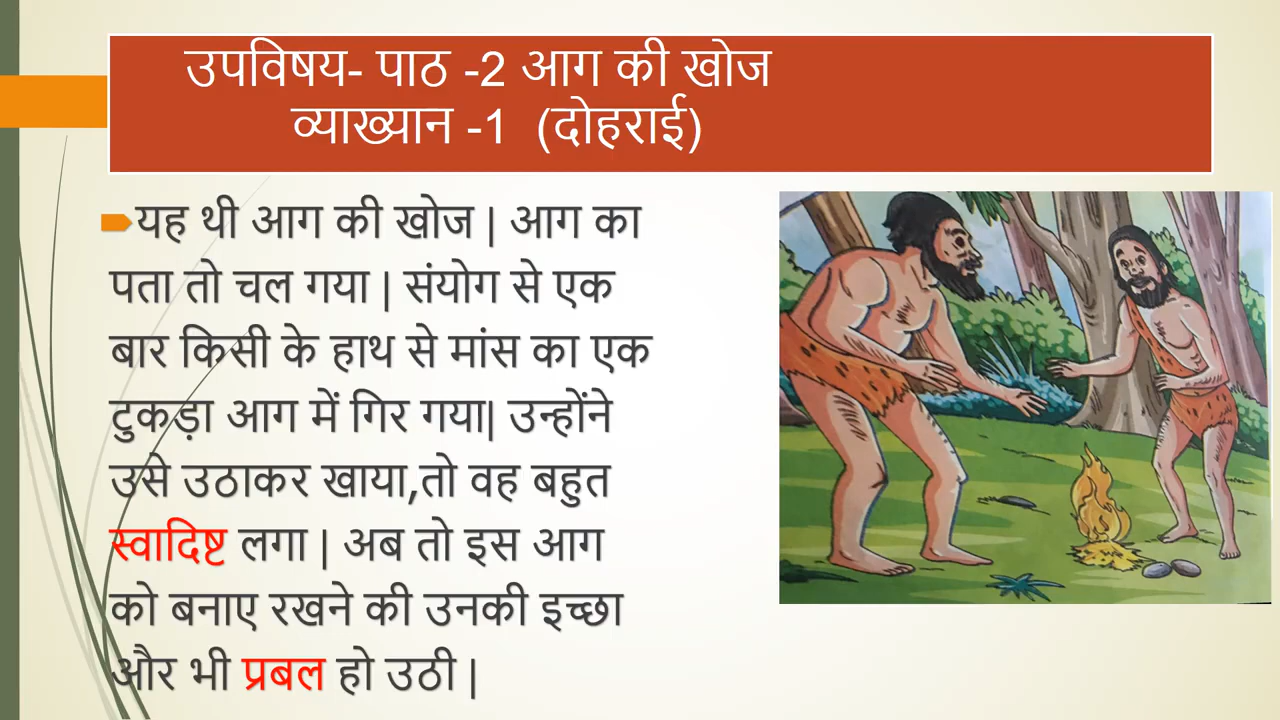 उपविषय- पाठ -2 आग की खोज
व्याख्यान -1 (दोहराई)
यह थी आग की खोज | आग का
पता तो चल गया | संयोग से एक
बार किसी के हाथ से मांस का एक
टुकड़ा आग में गिर गया| उन्होंने
उसे उठाकर खाया,तो वह बहुत
स्वादिष्ट लगा | अब तो इस आग
को बनाए रखने की उनकी इच्छा
और भी प्रबल हो उठी |